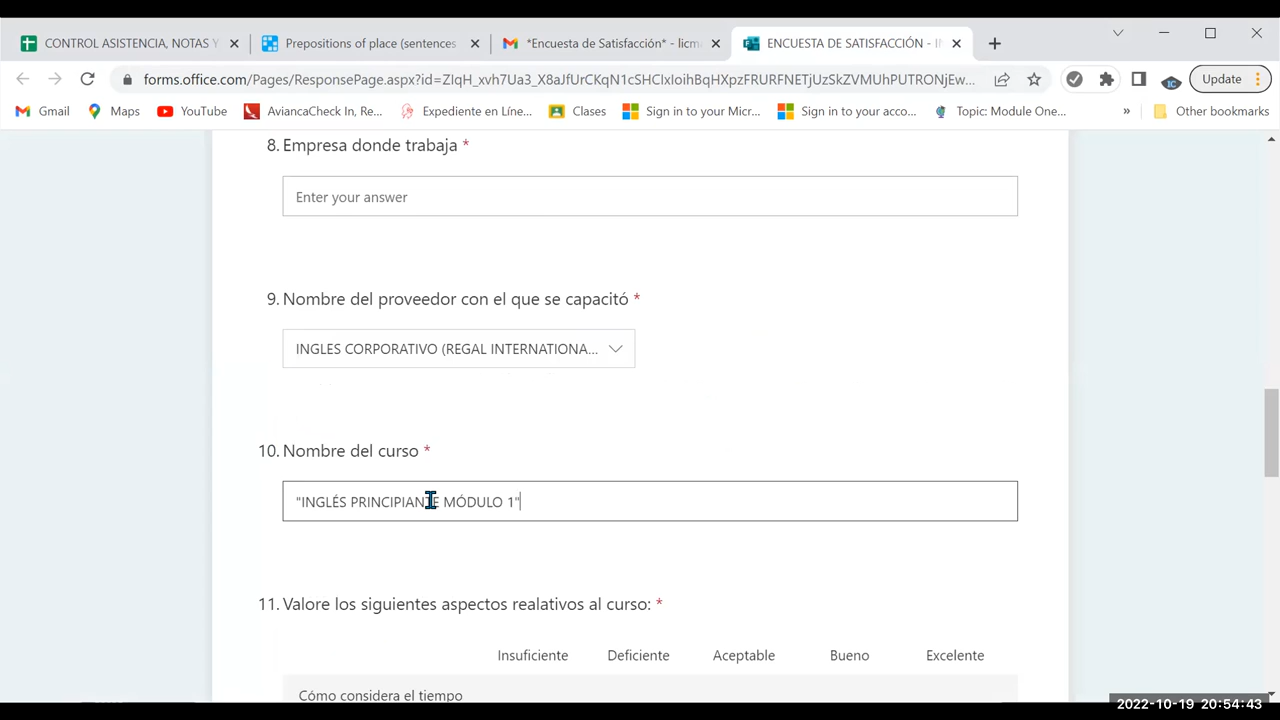 CONTROL ASISTENCIA, NOTAS Y
Prepositions of place (sentences
*Encuesta de Satisfacción* - licm
ENCUESTA DE SATISFACCIÓN - IN
forms.office.com/Pages/ResponsePage.aspx?id=ZIqH_xvh7Ua3_X8aJfUrCKqN1cSHCIxIoihBqHXpzFRURFNETjUzSkZVMUhPUTRONjEw...
Update
Gmail
Maps
YouTube
AviancaCheck In, Re...
Expediente en Líne...
Clases
Sign in to your Micr...
Sign in to your acco...
Topic: Module One...
»
Other bookmarks
8. Empresa donde trabaja *
Enter your answer
9. Nombre del proveedor con el que se capacitó *
INGLES CORPORATIVO (REGAL INTERNATIONA...
10. Nombre del curso *
"INGLÉS PRINCIPIANTE MÓDULO 1"
11. Valore los siguientes aspectos realativos al curso: *
Insuficiente Deficiente Aceptable Bueno Excelente
Cómo considera el tiempo
2022-10-19 20:54:43